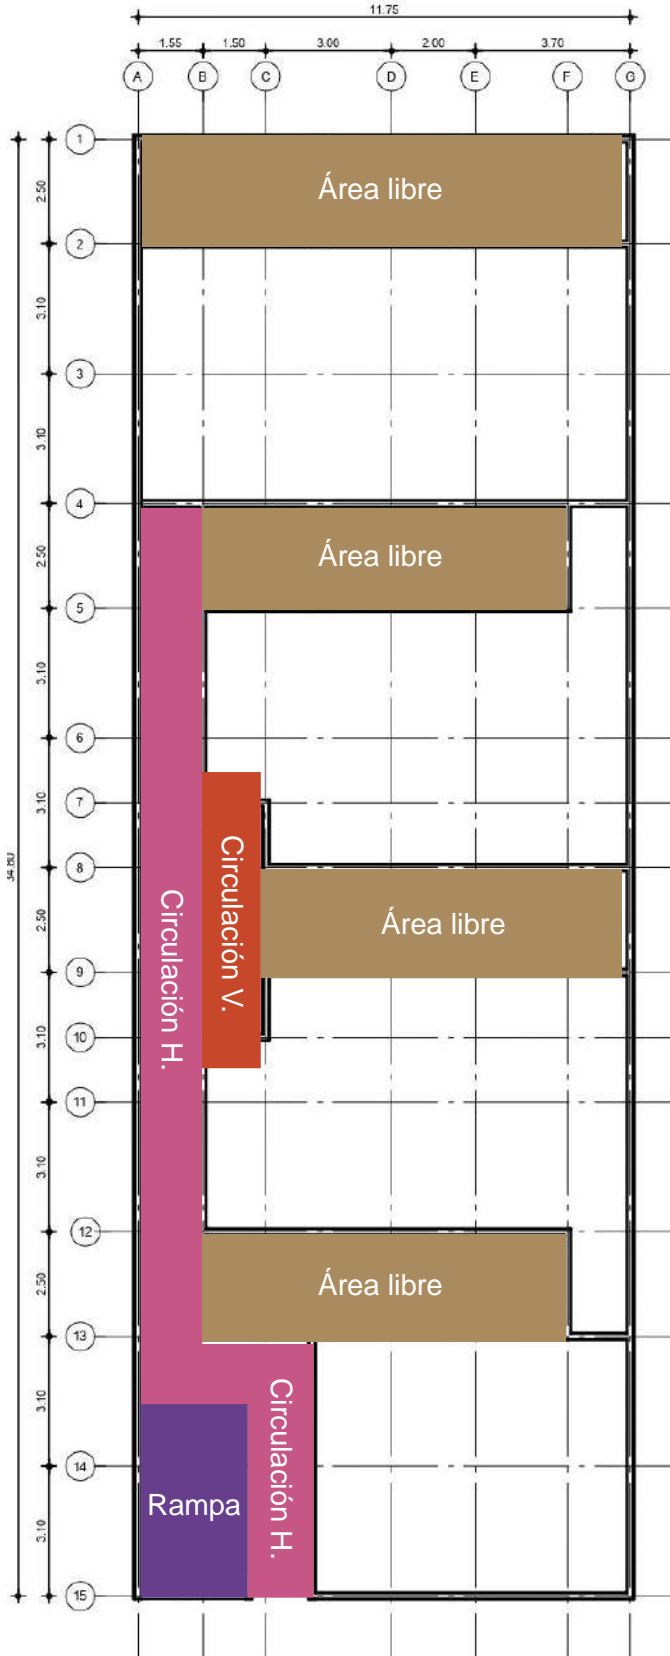 11.75
1.55 1.50 3.00 2.00 3.70
A B C D E F G
1
2.50
Área libre
2
3.10
3
3.10
4
2.50
Área libre
5
3.10
6
3.10
7
Circulación V.
8
34.80
Circulación H.
2.50
Área libre
9
3.10
10
11
3.10
12
2.50
Área libre
13
3.10
Circulación H.
14
Rampa
3.10
15